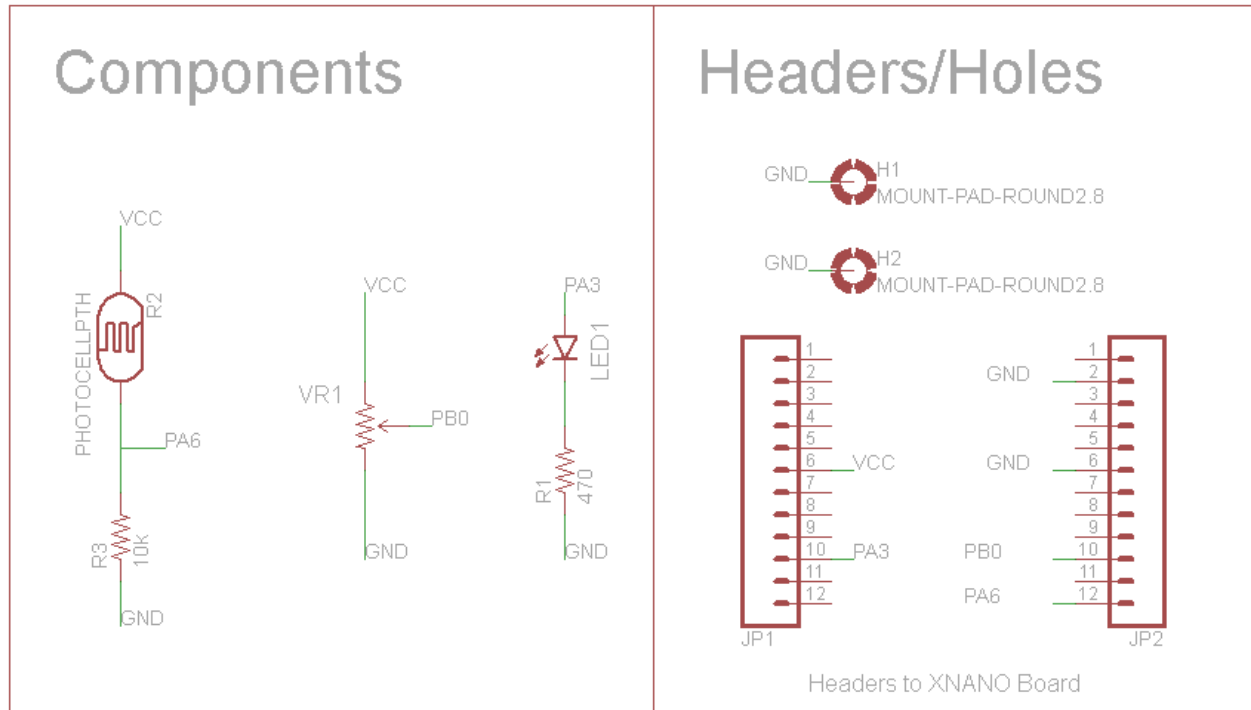 Components
VCC
R2
PHOTOCELLPTH
PA6
R3
10k
GND
VCC
VR1
PB0
GND
PA3
LED1
R1
470
GND
Headers/Holes
GND
H1
MOUNT-PAD-ROUND2.8
GND
H2
MOUNT-PAD-ROUND2.8
1
2
3
4
5
6
VCC
7
8
9
10
PA3
11
12
JP1
1
GND
2
3
4
5
GND
6
7
8
9
PB0
10
11
PA6
12
JP2
Headers to XNANO Board